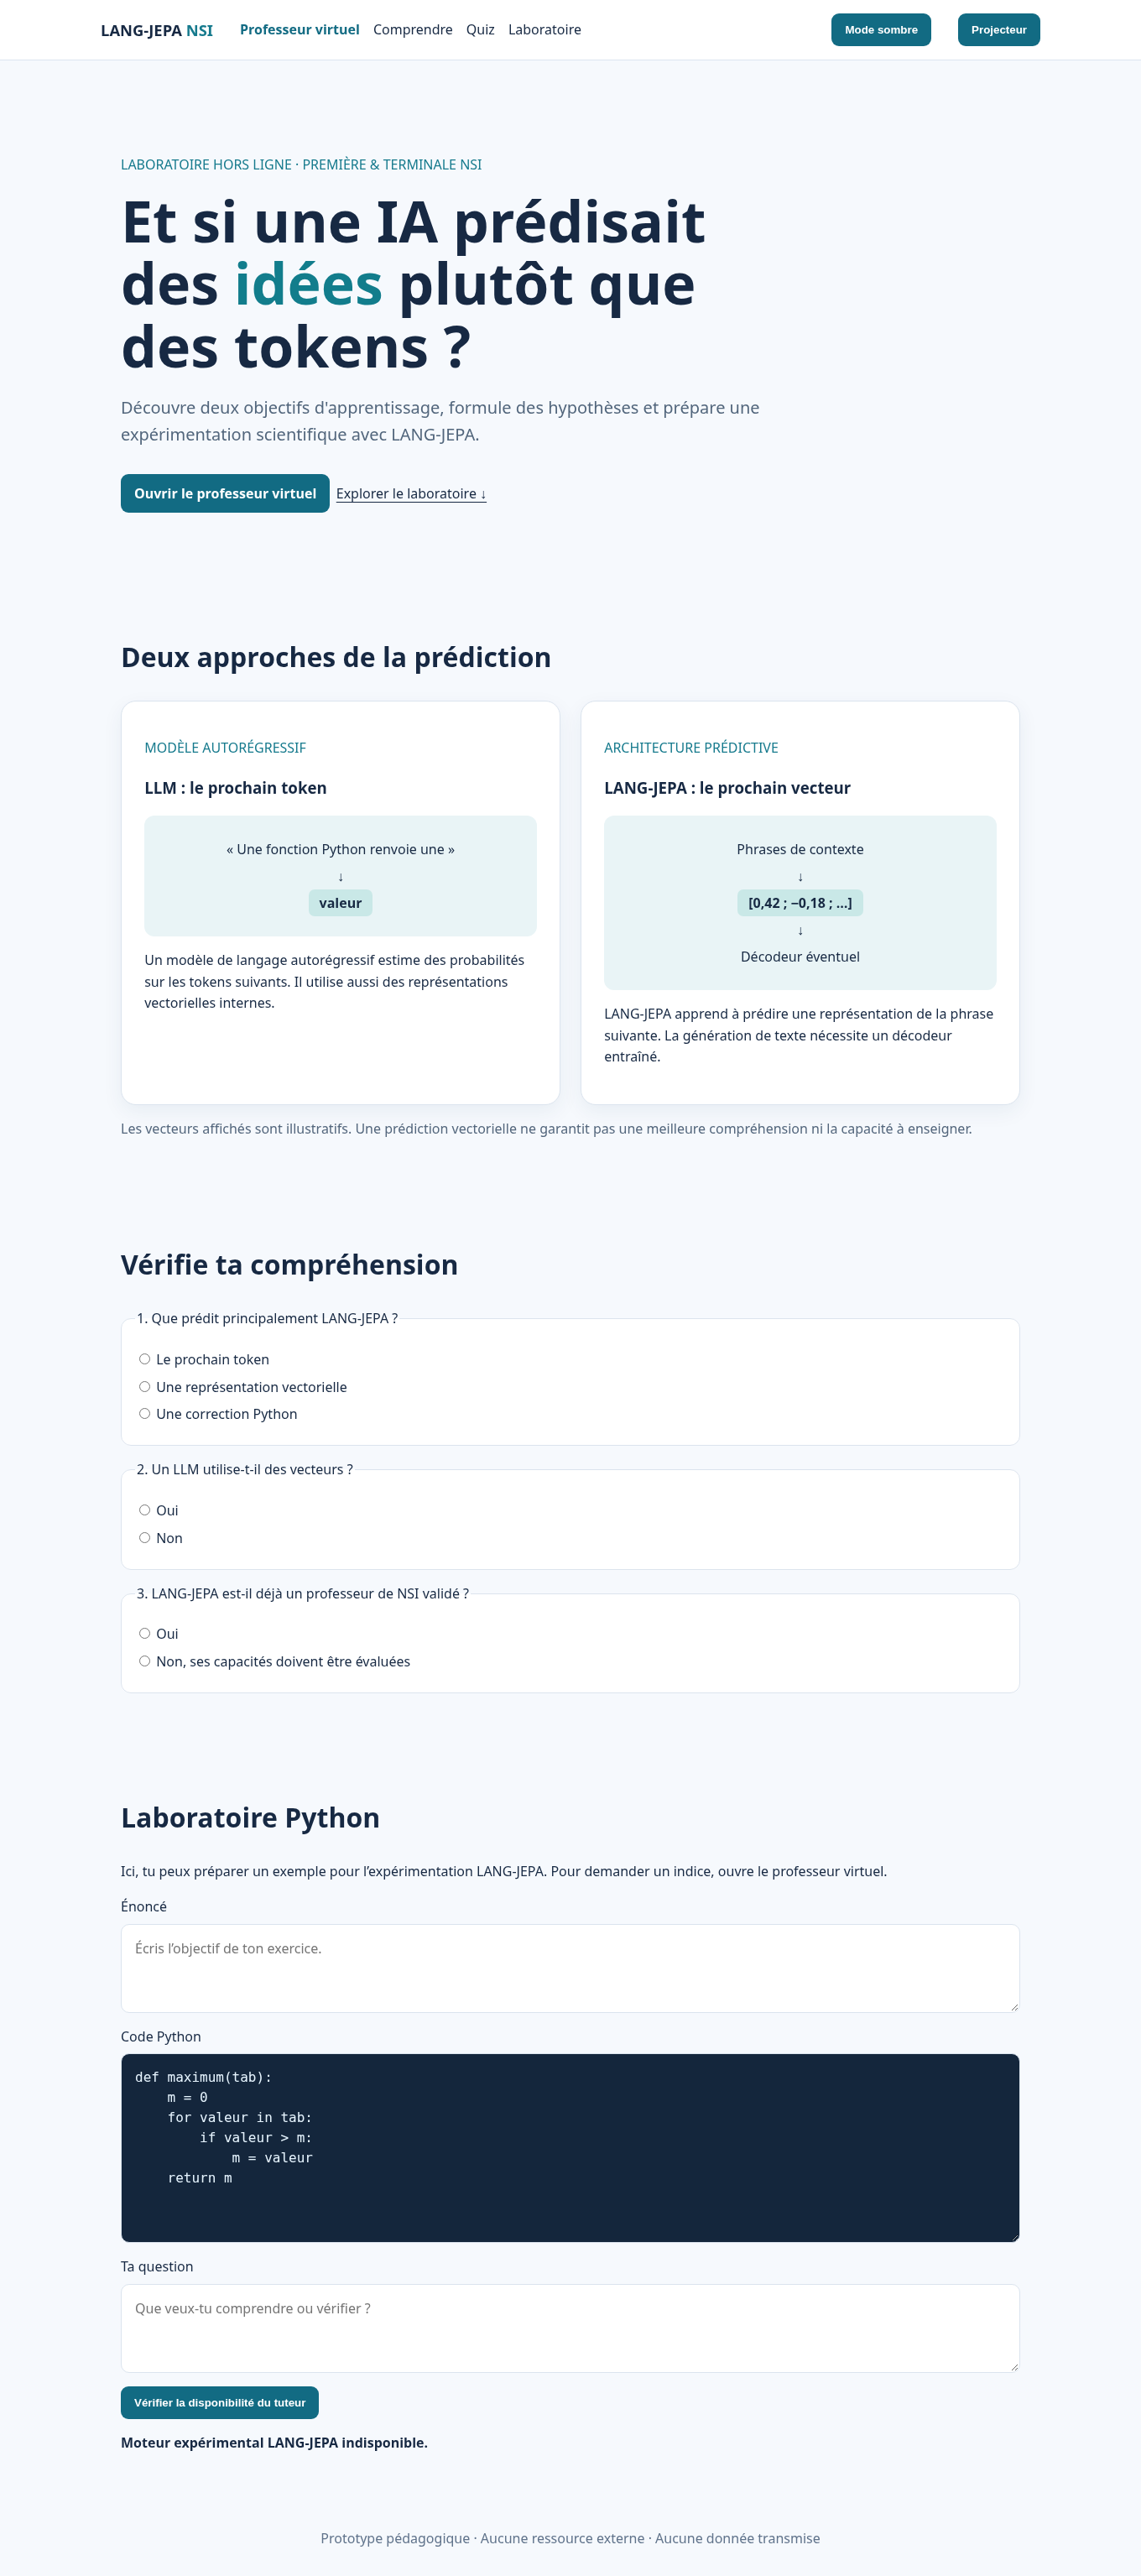 LANG-JEPA NSI
Professeur virtuel
Comprendre
Quiz
Laboratoire
Mode sombre
Projecteur
LABORATOIRE HORS LIGNE · PREMIÈRE & TERMINALE NSI
Et si une IA prédisait
des idées plutôt que
des tokens ?
Découvre deux objectifs d'apprentissage, formule des hypothèses et prépare une
expérimentation scientifique avec LANG-JEPA.
Ouvrir le professeur virtuel
Explorer le laboratoire ↓
Deux approches de la prédiction
MODÈLE AUTORÉGRESSIF
LLM : le prochain token
« Une fonction Python renvoie une »
↓
valeur
Un modèle de langage autorégressif estime des probabilités
sur les tokens suivants. Il utilise aussi des représentations
vectorielles internes.
ARCHITECTURE PRÉDICTIVE
LANG-JEPA : le prochain vecteur
Phrases de contexte
↓
[0,42 ; −0,18 ; …]
↓
Décodeur éventuel
LANG-JEPA apprend à prédire une représentation de la phrase
suivante. La génération de texte nécessite un décodeur
entraîné.
Les vecteurs affichés sont illustratifs. Une prédiction vectorielle ne garantit pas une meilleure compréhension ni la capacité à enseigner.
Vérifie ta compréhension
1. Que prédit principalement LANG-JEPA ?
Le prochain token
Une représentation vectorielle
Une correction Python
2. Un LLM utilise-t-il des vecteurs ?
Oui
Non
3. LANG-JEPA est-il déjà un professeur de NSI validé ?
Oui
Non, ses capacités doivent être évaluées
Laboratoire Python
Ici, tu peux préparer un exemple pour l’expérimentation LANG-JEPA. Pour demander un indice, ouvre le professeur virtuel.
Énoncé
Écris l’objectif de ton exercice.
Code Python
def maximum(tab):
    m = 0
    for valeur in tab:
        if valeur > m:
            m = valeur
    return m
Ta question
Que veux-tu comprendre ou vérifier ?
Vérifier la disponibilité du tuteur
Moteur expérimental LANG-JEPA indisponible.
Prototype pédagogique · Aucune ressource externe · Aucune donnée transmise